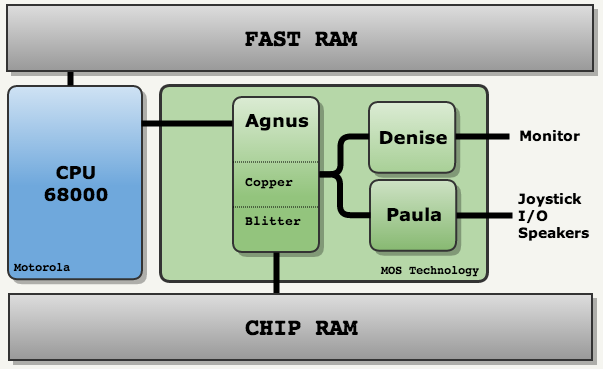 FAST RAM
CPU
68000
Motorola
Agnus
Copper
Blitter
Denise
Paula
MOS Technology
Monitor
Joystick
I/O
Speakers
CHIP RAM